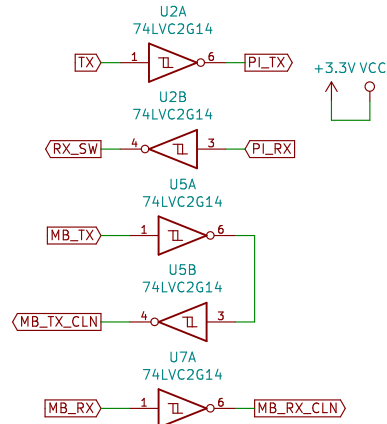 U2A
74LVC2G14
TX 1 6 PI_TX
+3.3V VCC
U2B
74LVC2G14
RX_SW 4 3 PI_RX
U5A
74LVC2G14
MB_TX 1 6
U5B
74LVC2G14
MB_TX_CLN 4 3
U7A
74LVC2G14
MB_RX 1 6 MB_RX_CLN